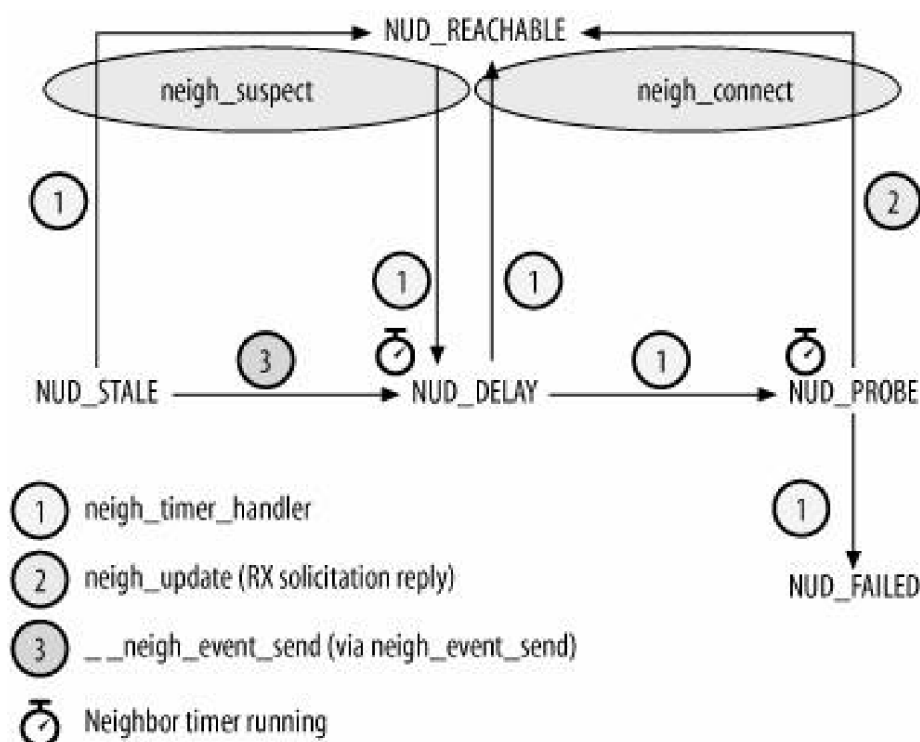 NUD_REACHABLE
neigh_suspect
neigh_connect
1
2
1
1
3
1
NUD_STALE
NUD_DELAY
NUD_PROBE
1 neigh_timer_handler
1
2 neigh_update (RX solicitation reply)
NUD_FAILED
3 _ _neigh_event_send (via neigh_event_send)
Neighbor timer running